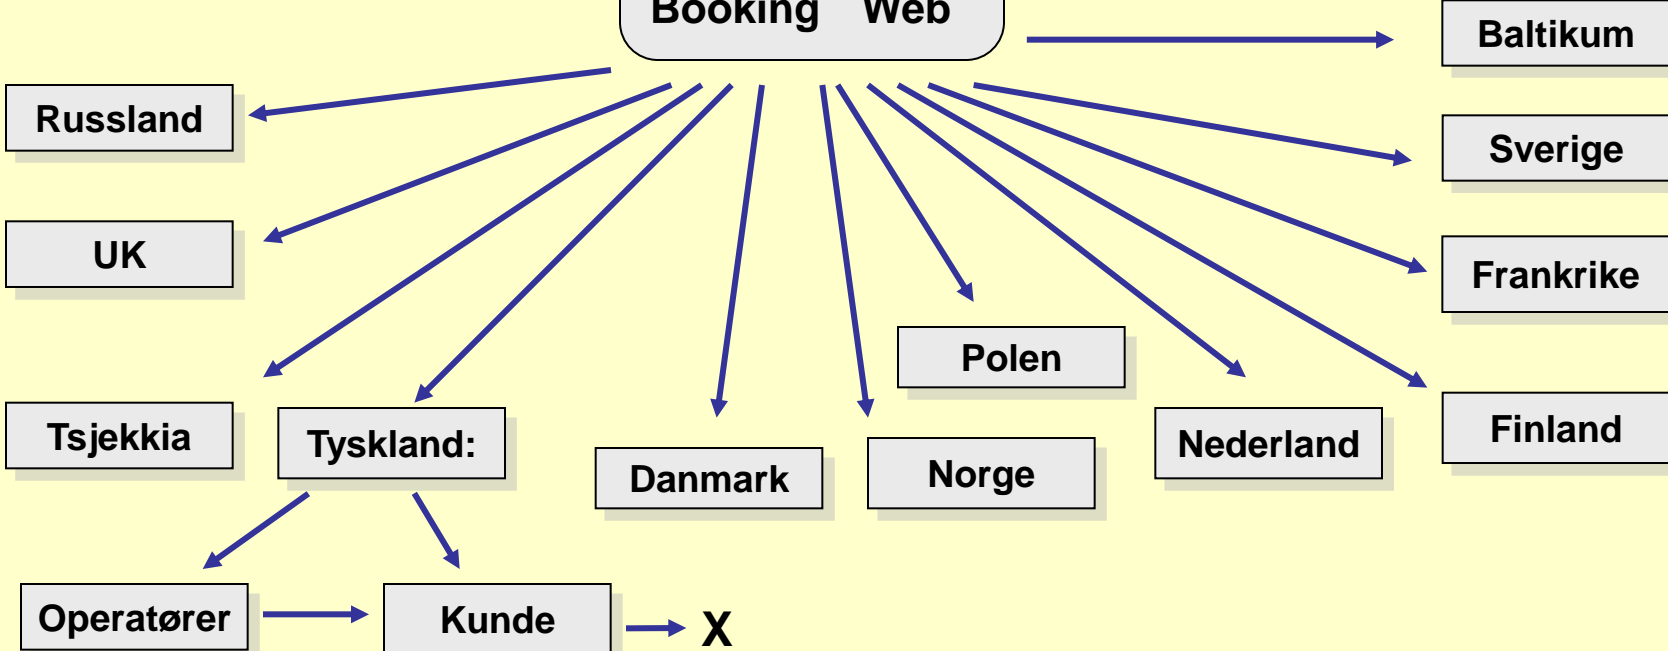 Booking Web
Baltikum
Russland
Sverige
UK
Frankrike
Polen
Tsjekkia
Tyskland:
Danmark
Norge
Nederland
Finland
Operatører
Kunde
X